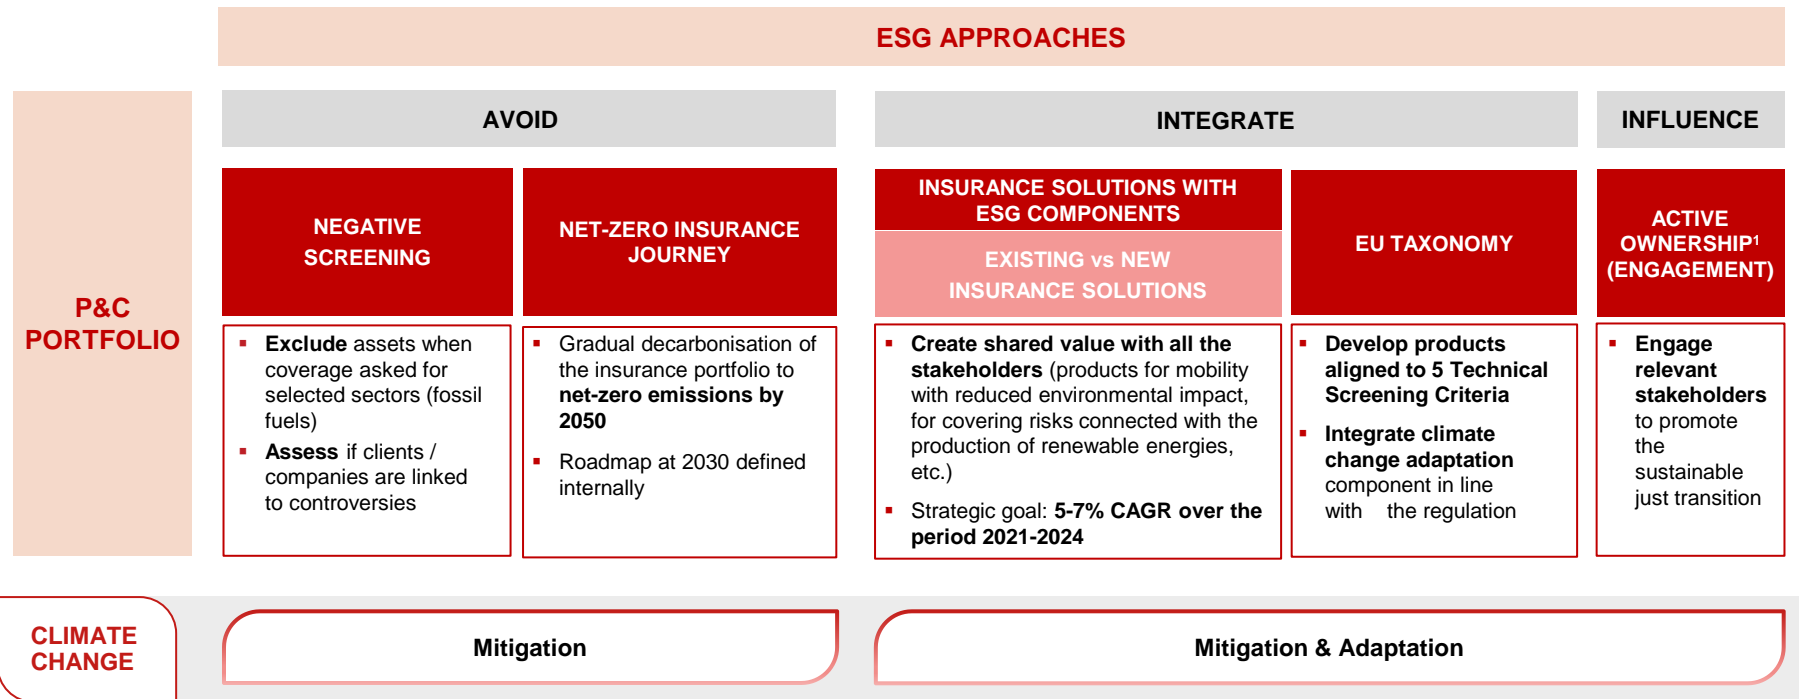 ESG APPROACHES
P&C
PORTFOLIO
AVOID
INTEGRATE
INFLUENCE
NEGATIVE
SCREENING
NET-ZERO INSURANCE
JOURNEY
INSURANCE SOLUTIONS WITH
ESG COMPONENTS
EXISTING vs NEW
INSURANCE SOLUTIONS
EU TAXONOMY
ACTIVE
OWNERSHIP¹
(ENGAGEMENT)
▪ Exclude assets when
coverage asked for
selected sectors (fossil
fuels)
▪ Assess if clients /
companies are linked
to controversies
▪ Gradual decarbonisation of
the insurance portfolio to
net-zero emissions by
2050
▪ Roadmap at 2030 defined
internally
▪ Create shared value with all the
stakeholders (products for mobility
with reduced environmental impact,
for covering risks connected with the
production of renewable energies,
etc.)
▪ Strategic goal: 5-7% CAGR over the
period 2021-2024
▪ Develop products
aligned to 5 Technical
Screening Criteria
▪ Integrate climate
change adaptation
component in line
with the regulation
▪ Engage
relevant
stakeholders
to promote
the
sustainable
just transition
CLIMATE
CHANGE
Mitigation
Mitigation & Adaptation